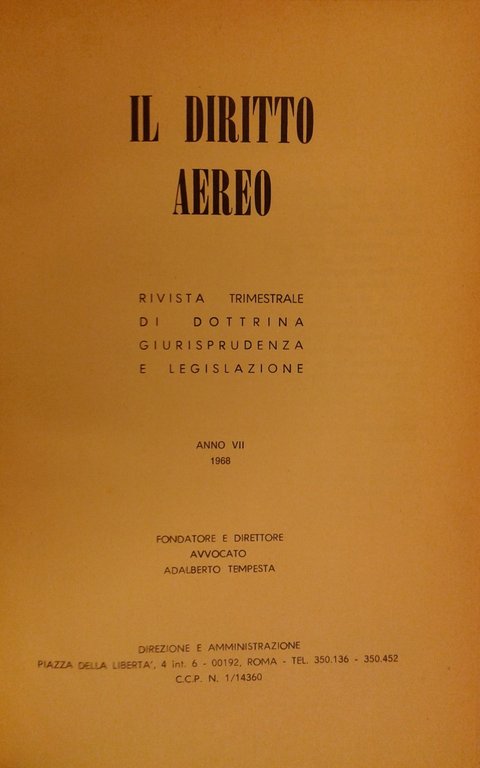 IL DIRITTO
AEREO
RIVISTA TRIMESTRALE
DI DOTTRINA
GIURISPRUDENZA
E LEGISLAZIONE
ANNO VII
1968
FONDATORE E DIRETTORE
AVVOCATO
ADALBERTO TEMPESTA
DIREZIONE E AMMINISTRAZIONE
PIAZZA DELLA LIBERTA', 4 int. 6 - 00192, ROMA - TEL. 350.136 - 350.452
C.C.P. N. 1/14360